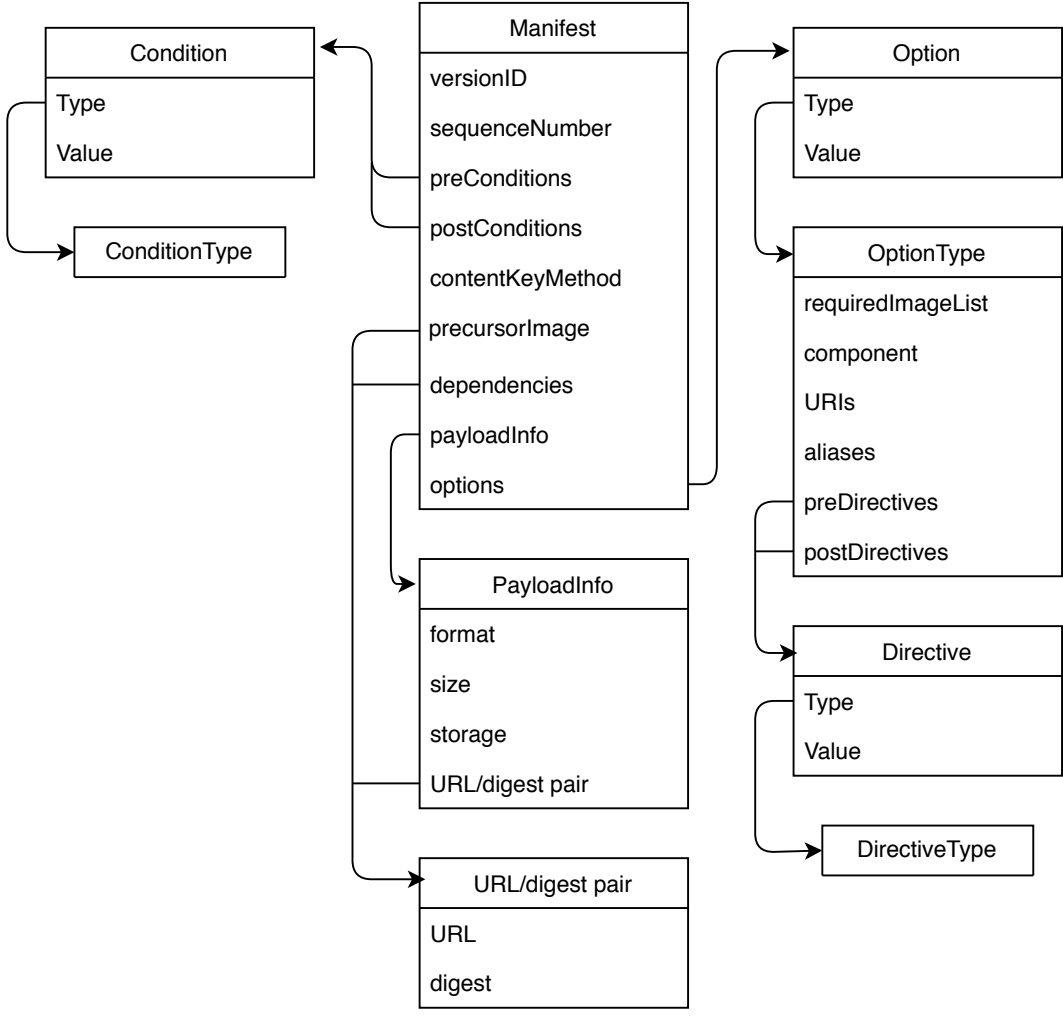 Condition
Type
Value
ConditionType
Manifest
versionID
sequenceNumber
preConditions
postConditions
contentKeyMethod
precursorImage
dependencies
payloadInfo
options
PayloadInfo
format
size
storage
URL/digest pair
URL/digest pair
URL
digest
Option
Type
Value
OptionType
requiredImageList
component
URIs
aliases
preDirectives
postDirectives
Directive
Type
Value
DirectiveType